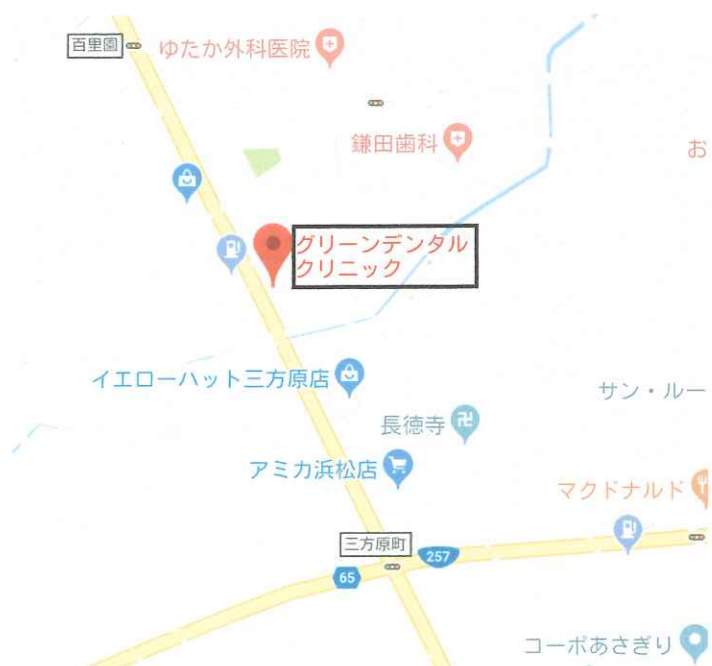 百里園
ゆたか外科医院
鎌田歯科
お
グリーンデンタル
クリニック
イエローハット三方原店
サン・ルー
長徳寺
卍
アミカ浜松店
マクドナルド
三方原町
257
65
コーポあさぎり